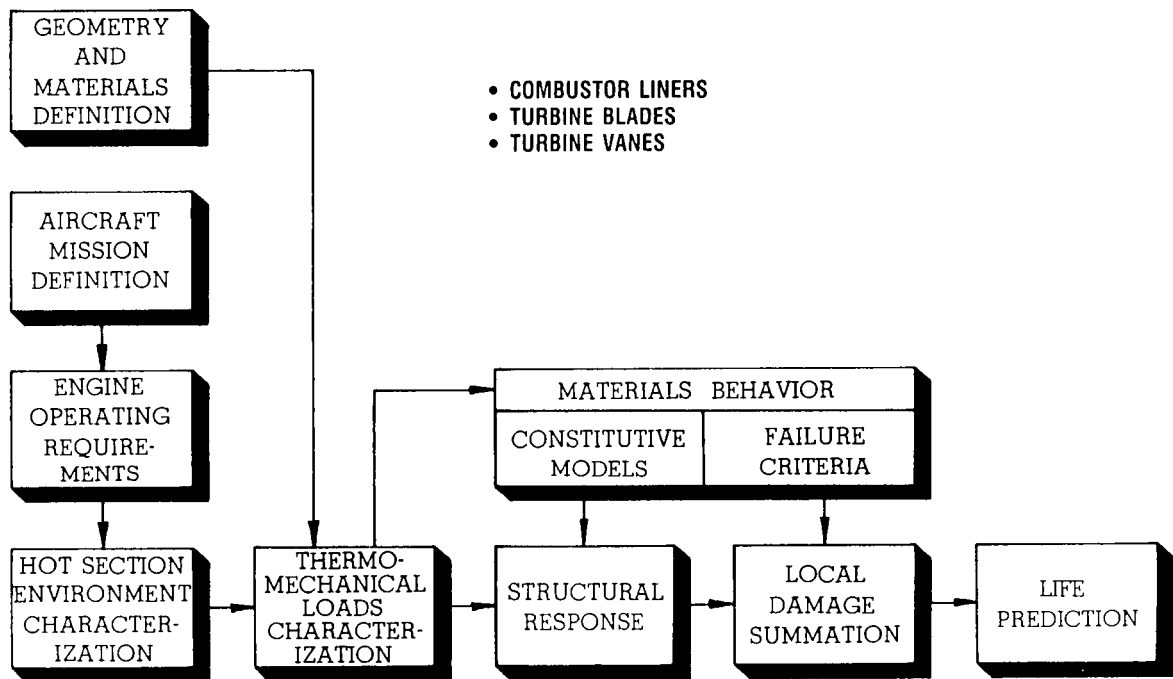 GEOMETRY
AND
MATERIALS
DEFINITION
• COMBUSTOR LINERS
• TURBINE BLADES
• TURBINE VANES
AIRCRAFT
MISSION
DEFINITION
ENGINE
OPERATING
REQUIRE-
MENTS
MATERIALS BEHAVIOR
CONSTITUTIVE
MODELS
FAILURE
CRITERIA
HOT SECTION
ENVIRONMENT
CHARACTER-
IZATION
THERMO-
MECHANICAL
LOADS
CHARACTER-
IZATION
STRUCTURAL
RESPONSE
LOCAL
DAMAGE
SUMMATION
LIFE
PREDICTION